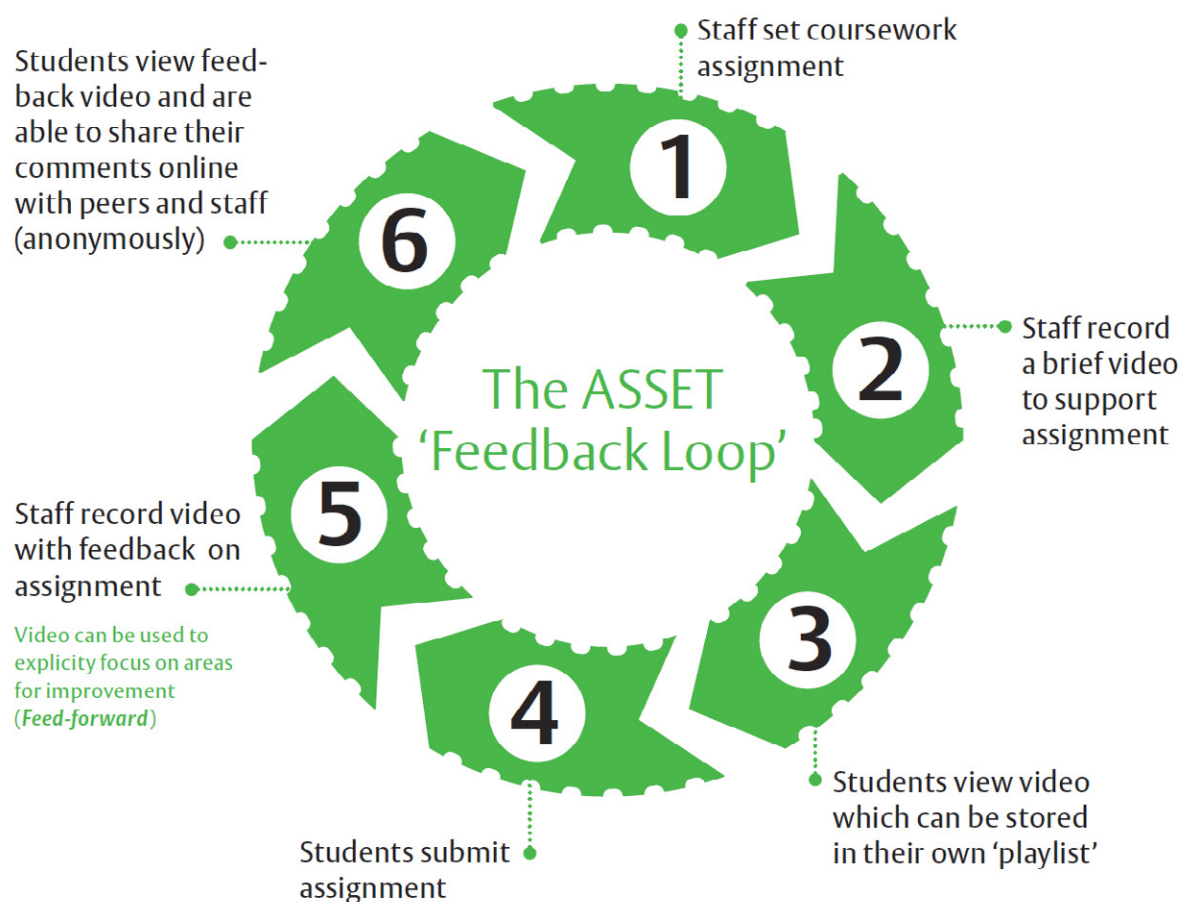 The ASSET
‘Feedback Loop’
1
Staff set coursework
assignment
2
Staff record
a brief video
to support
assignment
3
Students view video
which can be stored
in their own ‘playlist’
4
Students submit
assignment
5
Staff record video
with feedback on
assignment
Video can be used to
explicity focus on areas
for improvement
(Feed-forward)
6
Students view feed-
back video and are
able to share their
comments online
with peers and staff
(anonymously)